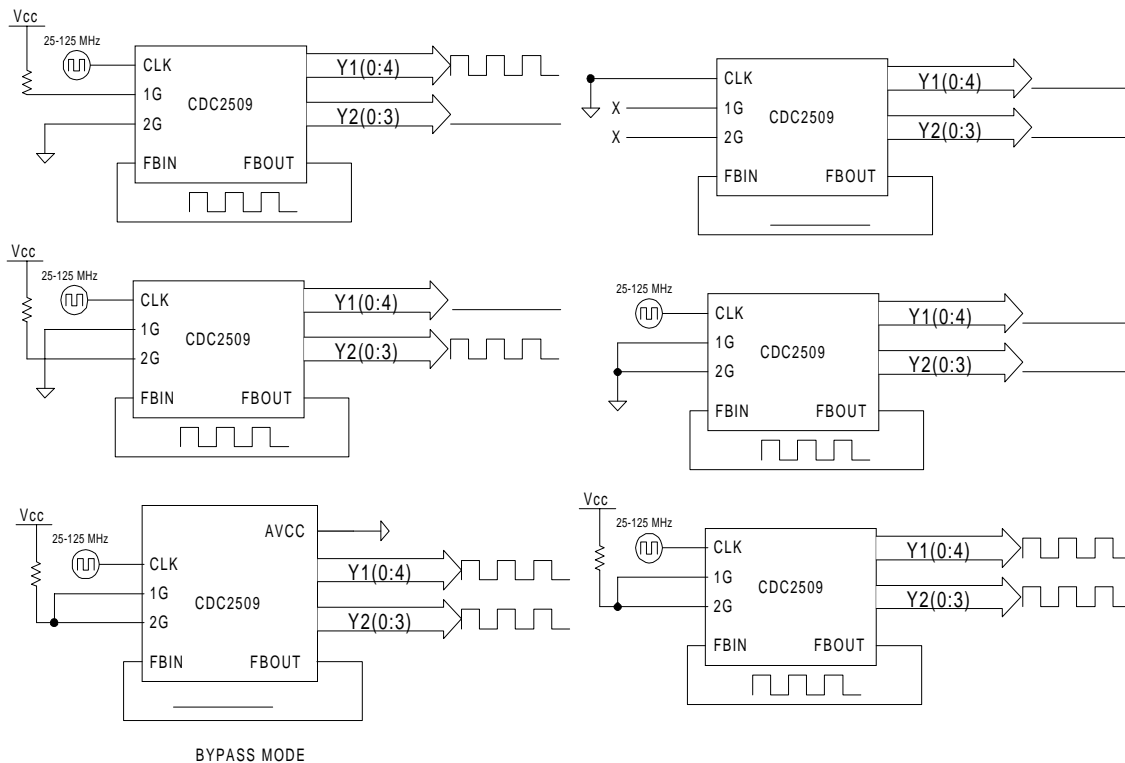 Vcc
25-125 MHz
CLK
1G
2G
FBIN
CDC2509
FBOUT
Y1(0:4)
Y2(0:3)
CLK
X
1G
X
2G
FBIN
CDC2509
FBOUT
Y1(0:4)
Y2(0:3)
Vcc
25-125 MHz
CLK
1G
2G
FBIN
CDC2509
FBOUT
Y1(0:4)
Y2(0:3)
25-125 MHz
CLK
1G
2G
FBIN
CDC2509
FBOUT
Y1(0:4)
Y2(0:3)
Vcc
25-125 MHz
AVCC
CLK
1G
2G
FBIN
CDC2509
FBOUT
Y1(0:4)
Y2(0:3)
BYPASS MODE
Vcc
25-125 MHz
CLK
1G
2G
FBIN
CDC2509
FBOUT
Y1(0:4)
Y2(0:3)